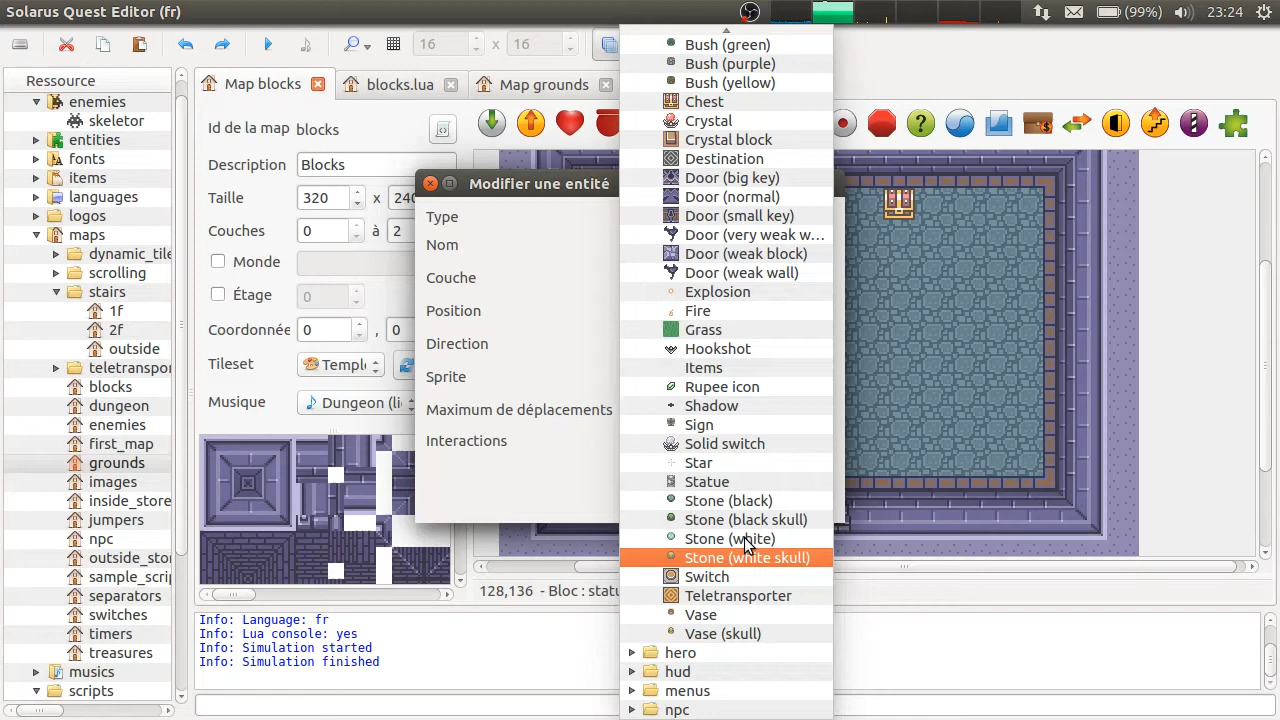 Solarus Quest Editor (fr)
(99%)
23:24
16 x 16
Ressource
enemies
skeletor
entities
fonts
items
languages
logos
maps
dynamic_tile
scrolling
stairs
1f
2f
outside
teletranspor
blocks
dungeon
enemies
first_map
grounds
images
inside_store
jumpers
npc
outside_sto
sample_scrip
separators
switches
timers
treasures
musics
scripts
Map blocks
blocks.lua
Map grounds
Id de la map
blocks
Description
Blocks
Taille
320 x 240
Couches
0 à 2
Monde
Étage
0
Coordonnée
0 , 0
Tileset
Templ
Musique
Dungeon (li
Modifier une entité
Type
Nom
Couche
Position
Direction
Sprite
Maximum de déplacements
Interactions
Bush (green)
Bush (purple)
Bush (yellow)
Chest
Crystal
Crystal block
Destination
Door (big key)
Door (normal)
Door (small key)
Door (very weak w...
Door (weak block)
Door (weak wall)
Explosion
Fire
Grass
Hookshot
Items
Rupee icon
Shadow
Sign
Solid switch
Star
Statue
Stone (black)
Stone (black skull)
Stone (white)
Stone (white skull)
Switch
Teletransporter
Vase
Vase (skull)
hero
hud
menus
npc
128,136 - Bloc : statu
Info: Language: fr
Info: Lua console: yes
Info: Simulation started
Info: Simulation finished